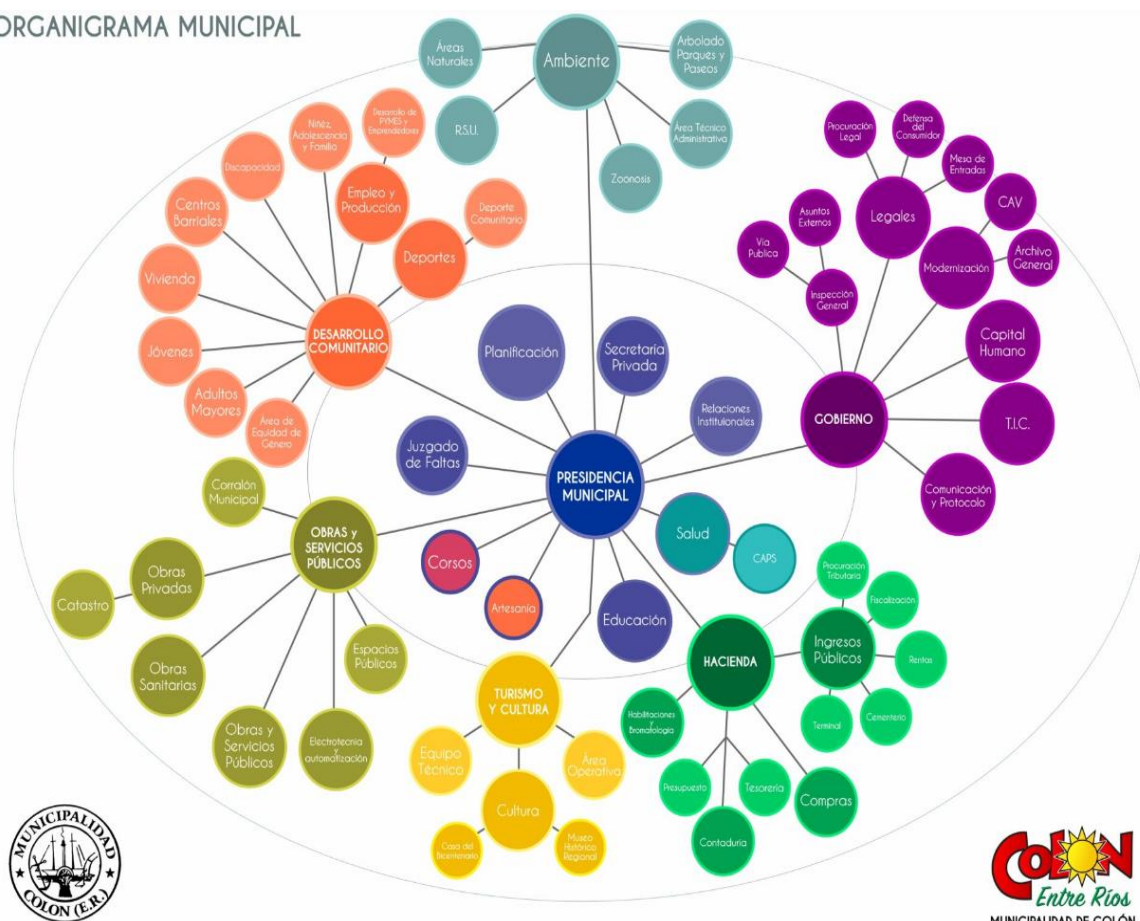 ORGANIGRAMA MUNICIPAL
Áreas
Naturales
Ambiente
Arbolado
Parques y
Paseos
R.S.U.
Área Técnico
Administrativa
Zoonosis
Desarrollo de
PYMES y
Emprendedores
Niñéz,
Adolescencia
y Familia
Discapacidad
Empleo y
Producción
Centros
Barriales
Deporte
Comunitario
Deportes
Vivienda
DESARROLLO
COMUNITARIO
Jóvenes
Adultos
Mayores
Área de
Equidad de
Género
Procuración
Legal
Defensa
del
Consumidor
Mesa de
Entradas
Legales
CAV
Asuntos
Externos
Vía
Publica
Modernización
Archivo
General
Inspección
General
Capital
Humano
GOBIERNO
T.I.C.
Comunicación
y Protocolo
Planificación
Secretaría
Privada
Relaciones
Instituionales
Juzgado
de Faltas
PRESIDENCIA
MUNICIPAL
Salud
CAPS
Corsos
Artesanía
Educación
Corralón
Municipal
OBRAS y
SERVICIOS
PÚBLICOS
Obras
Privadas
Catastro
Obras
Sanitarias
Espacios
Públicos
Obras y
Servicios
Públicos
Electrotecnia
y
automatización
TURISMO
Y CULTURA
Equipo
Técnico
Área
Operativa
Cultura
Casa del
Bicentenario
Museo
Histórico
Regional
HACIENDA
Procuración
Tributaria
Fiscalización
Ingresos
Públicos
Rentas
Cementerio
Terminal
Habilitaciones
y
Bromatología
Presupuesto
Tesorería
Compras
Contaduría
MUNICIPALIDAD
COLON (E.R.)
COLÓN
Entre Ríos
MUNICIPALIDAD DE COLÓN